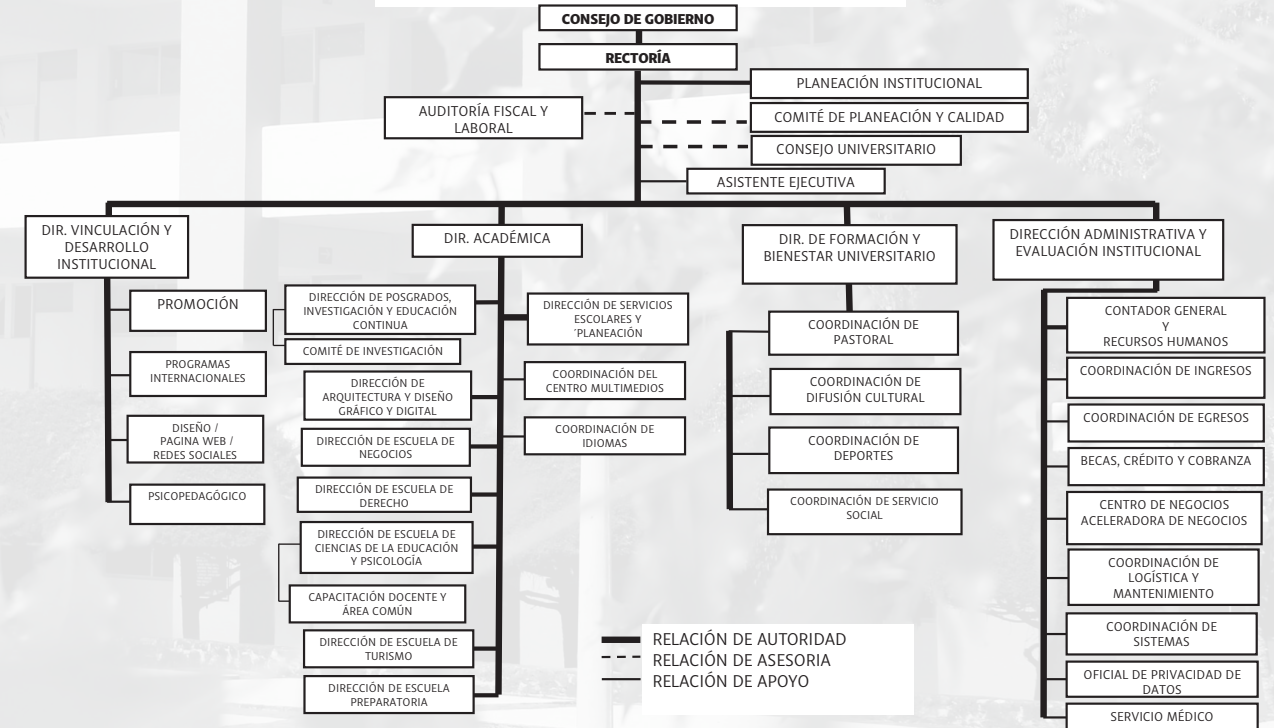 CONSEJO DE GOBIERNO
RECTORÍA
PLANEACIÓN INSTITUCIONAL
AUDITORÍA FISCAL Y
LABORAL
COMITÉ DE PLANEACIÓN Y CALIDAD
CONSEJO UNIVERSITARIO
ASISTENTE EJECUTIVA
DIR. VINCULACIÓN Y
DESARROLLO
INSTITUCIONAL
PROMOCIÓN
PROGRAMAS
INTERNACIONALES
DISEÑO /
PAGINA WEB /
REDES SOCIALES
PSICOPEDAGÓGICO
DIR. ACADÉMICA
DIRECCIÓN DE POSGRADOS,
INVESTIGACIÓN Y EDUCACIÓN
CONTINUA
COMITÉ DE INVESTIGACIÓN
DIRECCIÓN DE
ARQUITECTURA Y DISEÑO
GRÁFICO Y DIGITAL
DIRECCIÓN DE ESCUELA DE
NEGOCIOS
DIRECCIÓN DE ESCUELA DE
DERECHO
DIRECCIÓN DE ESCUELA DE
CIENCIAS DE LA EDUCACIÓN
Y PSICOLOGÍA
CAPACITACIÓN DOCENTE Y
ÁREA COMÚN
DIRECCIÓN DE ESCUELA DE
TURISMO
DIRECCIÓN DE ESCUELA
PREPARATORIA
DIRECCIÓN DE SERVICIOS
ESCOLARES Y
'PLANEACIÓN
COORDINACIÓN DEL
CENTRO MULTIMEDIOS
COORDINACIÓN DE
IDIOMAS
DIR. DE FORMACIÓN Y
BIENESTAR UNIVERSITARIO
COORDINACIÓN DE
PASTORAL
COORDINACIÓN DE
DIFUSIÓN CULTURAL
COORDINACIÓN DE
DEPORTES
COORDINACIÓN DE SERVICIO
SOCIAL
DIRECCIÓN ADMINISTRATIVA Y
EVALUACIÓN INSTITUCIONAL
CONTADOR GENERAL
Y
RECURSOS HUMANOS
COORDINACIÓN DE INGRESOS
COORDINACIÓN DE EGRESOS
BECAS, CRÉDITO Y COBRANZA
CENTRO DE NEGOCIOS
ACELERADORA DE NEGOCIOS
COORDINACIÓN DE
LOGÍSTICA Y
MANTENIMIENTO
COORDINACIÓN DE
SISTEMAS
OFICIAL DE PRIVACIDAD DE
DATOS
SERVICIO MÉDICO
RELACIÓN DE AUTORIDAD
RELACIÓN DE ASESORIA
RELACIÓN DE APOYO